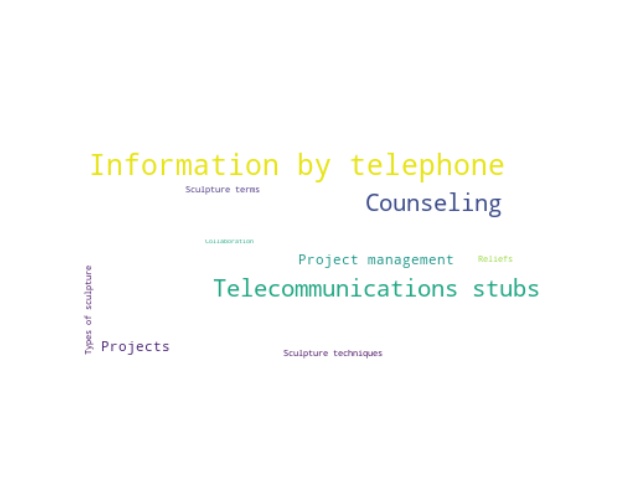 Information by telephone
Sculpture terms
Counseling
Collaboration
Project management
Reliefs
Telecommunications stubs
Types of sculpture
Projects
Sculpture techniques